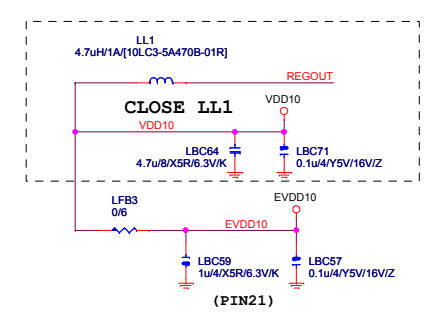 LL1
4.7uH/1A/[10LC3-5A470B-01R]
REGOUT
CLOSE LL1
VDD10
VDD10
LBC64
4.7u/8/X5R/6.3V/K
LBC71
0.1u/4/Y5V/16V/Z
LFB3
0/6
EVDD10
EVDD10
LBC59
1u/4/X5R/6.3V/K
LBC57
0.1u/4/Y5V/16V/Z
(PIN21)